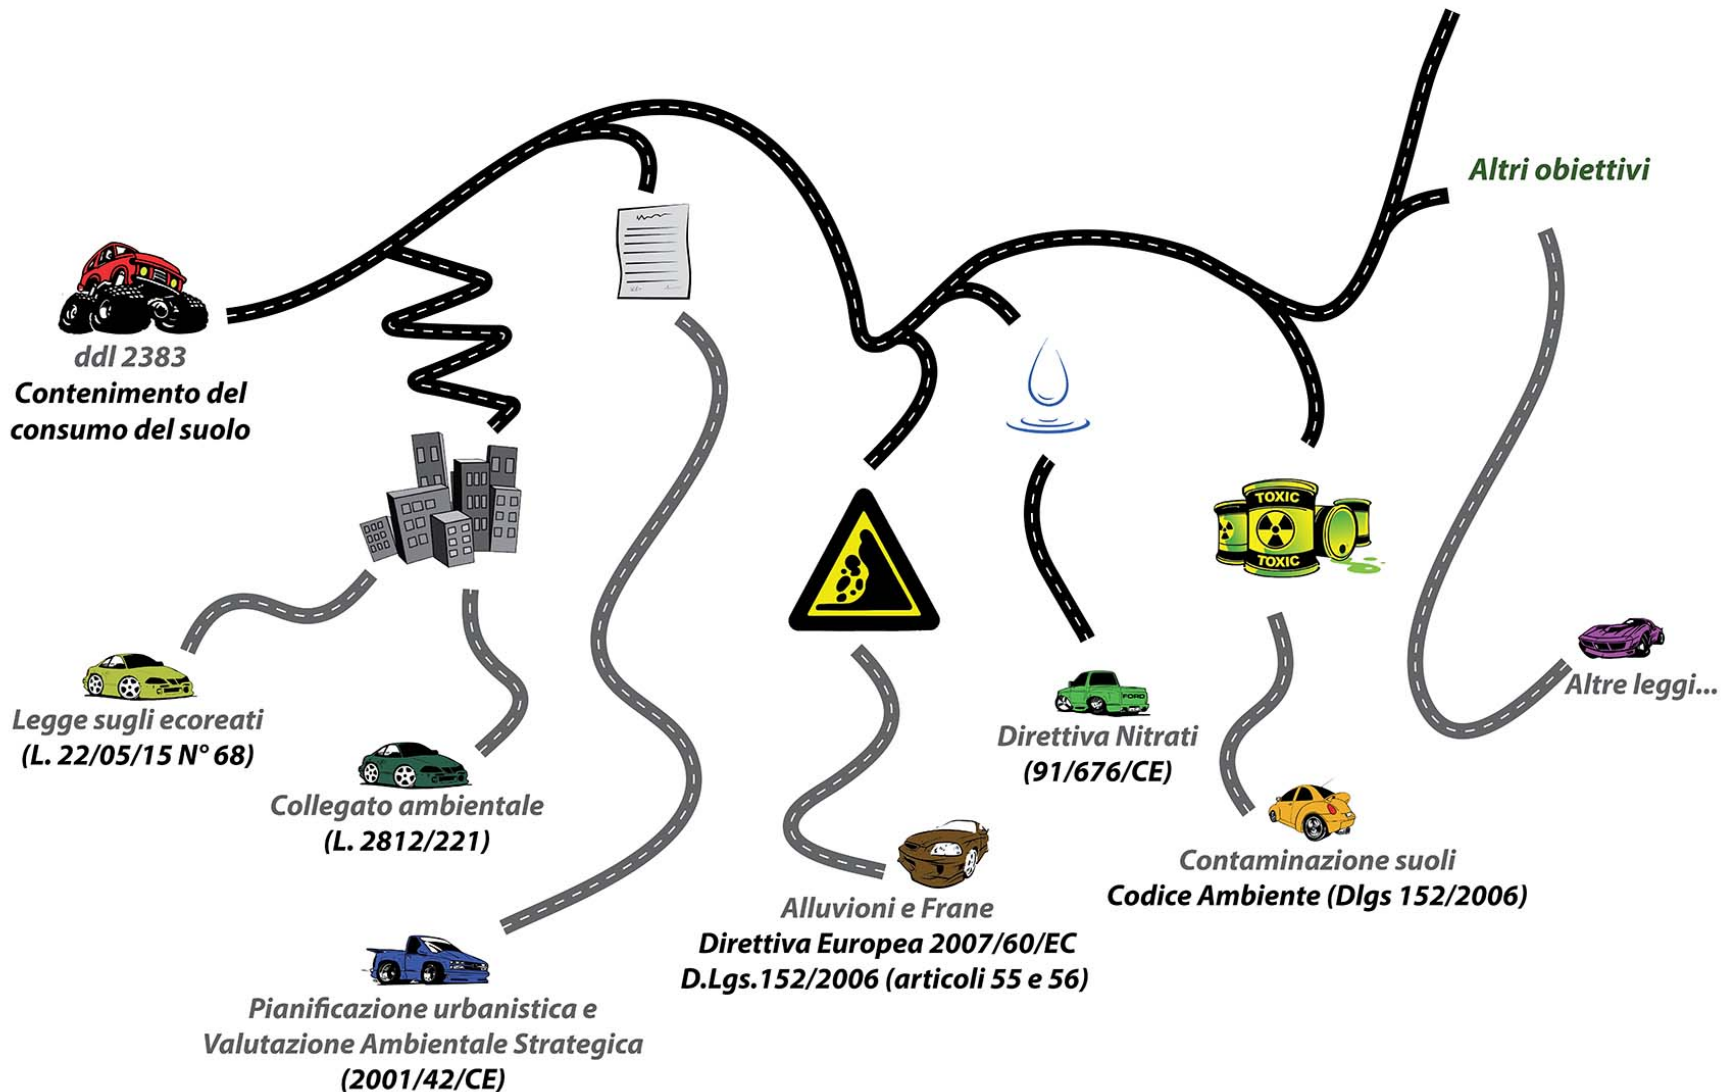 Altri obiettivi
ddl 2383
Contenimento del
consumo del suolo
TOXIC
TOXIC
Legge sugli ecoreati
(L. 22/05/15 N° 68)
Collegato ambientale
(L. 2812/221)
Pianificazione urbanistica e
Valutazione Ambientale Strategica
(2001/42/CE)
Alluvioni e Frane
Direttiva Europea 2007/60/EC
D.Lgs.152/2006 (articoli 55 e 56)
FORD
Direttiva Nitrati
(91/676/CE)
Contaminazione suoli
Codice Ambiente (Dlgs 152/2006)
Altre leggi...